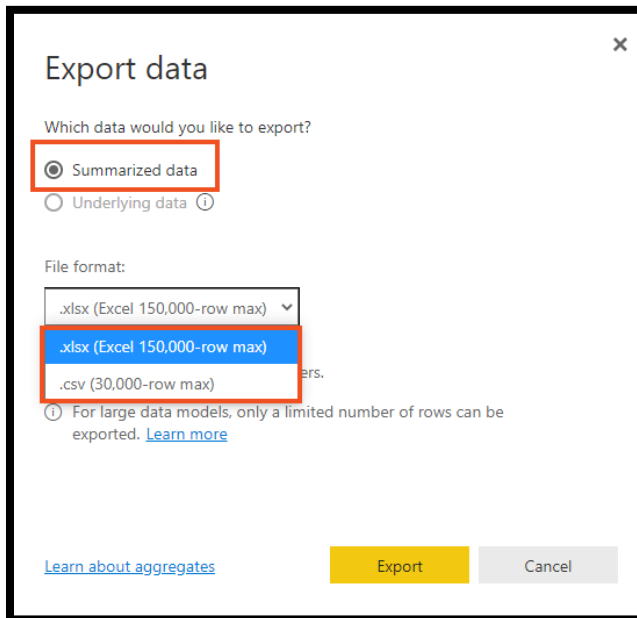 Export data
Which data would you like to export?
Summarized data
Underlying data
File format:
.xlsx (Excel 150,000-row max)
.xlsx (Excel 150,000-row max)
.csv (30,000-row max)
ers.
For large data models, only a limited number of rows can be
exported. Learn more
Learn about aggregates
Export
Cancel